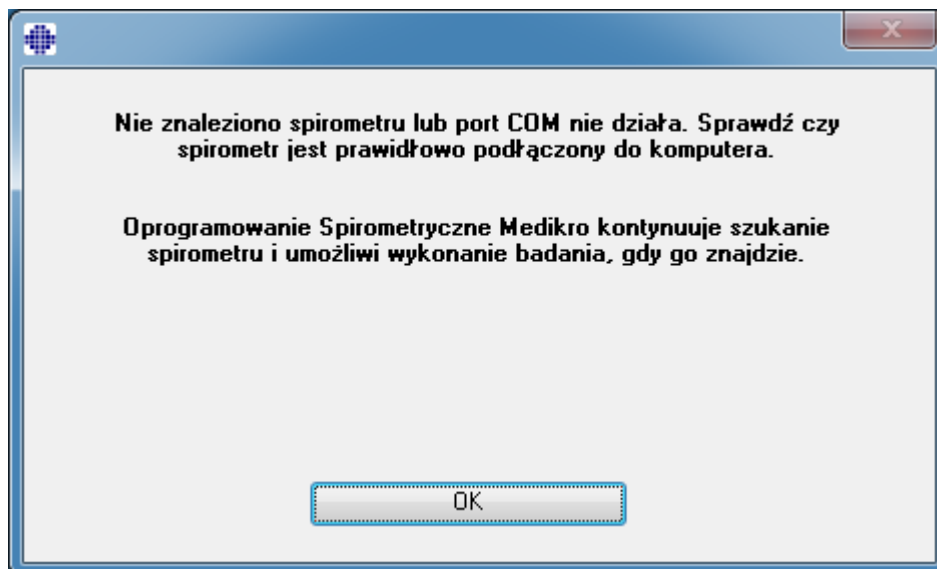 Nie znaleziono spirometru lub port COM nie działa. Sprawdź czy
spirometr jest prawidłowo podłączony do komputera.
Oprogramowanie Spirometryczne Medikro kontynuuje szukanie
spirometru i umożliwi wykonanie badania, gdy go znajdzie.
OK